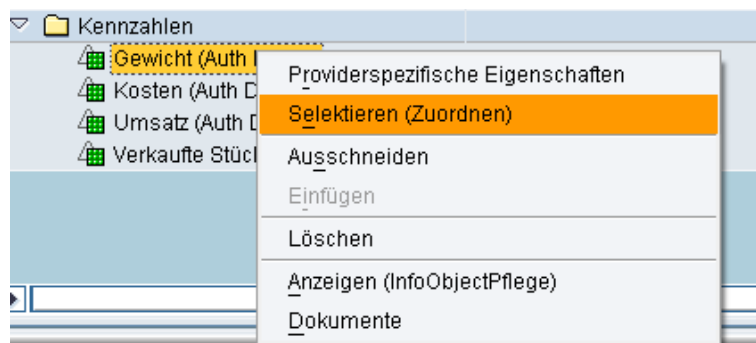 Kennzahlen
Gewicht (Auth
Kosten (Auth D
Umsatz (Auth
Verkaufte Stück
Providerspezifische Eigenschaften
Selektieren (Zuordnen)
Ausschneiden
Einfügen
Löschen
Anzeigen (InfoObjectPflege)
Dokumente